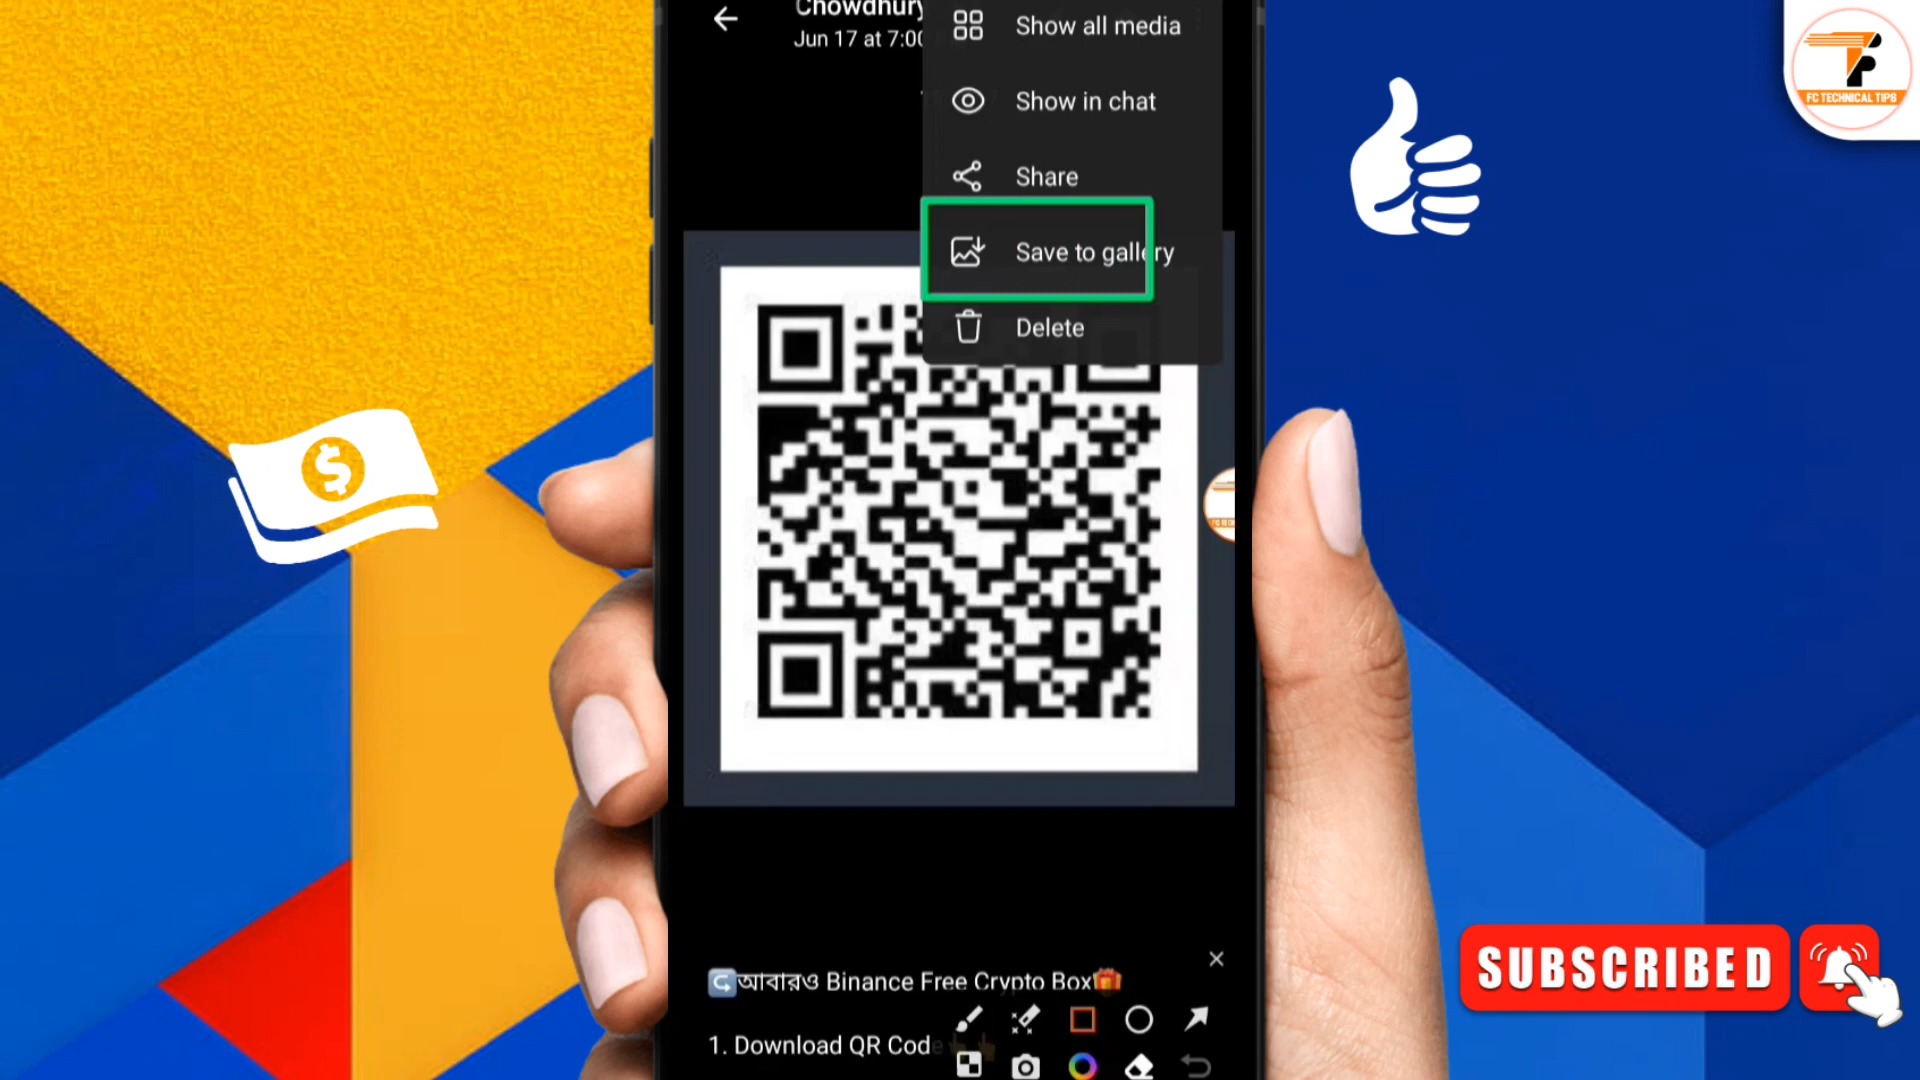 Chowdhury
Jun 17 at 7:00
Show all media
Show in chat
Share
Save to gallery
Delete
FC TECHNICAL TIPS
আবারও Binance Free Crypto Box
1. Download QR Code
SUBSCRIBED